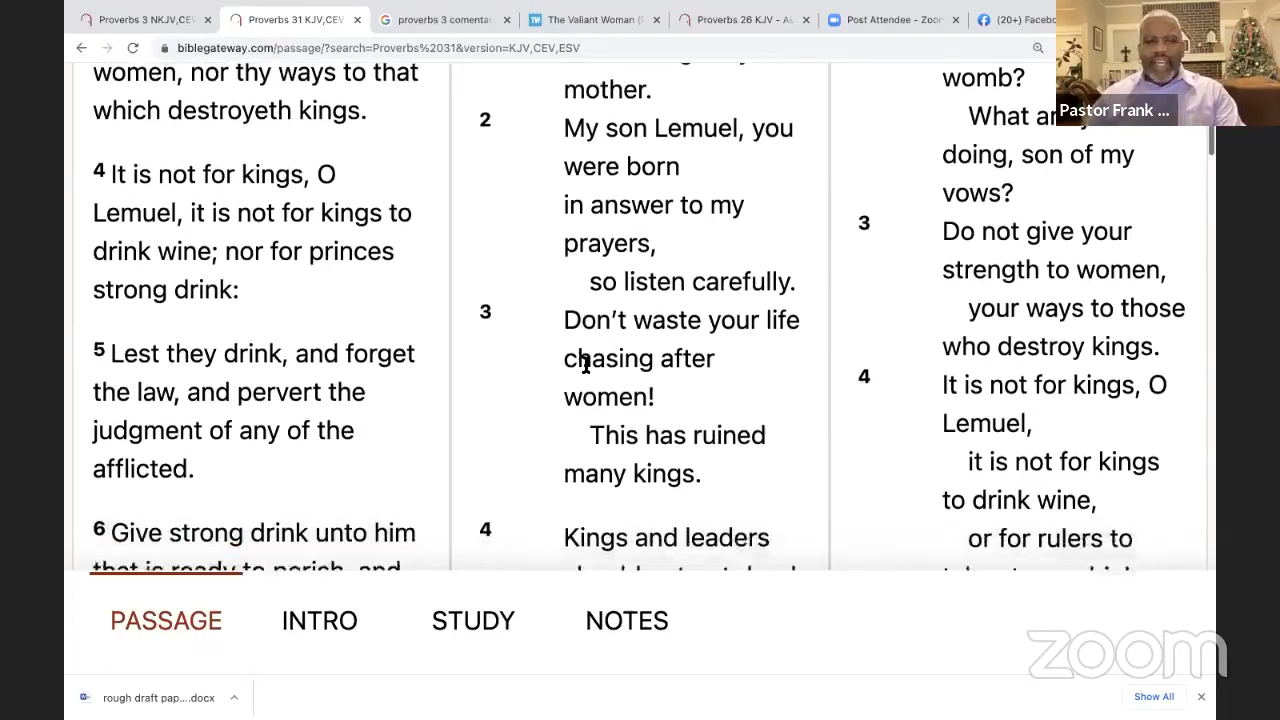 Proverbs 3 NKJV,CEV
Proverbs 31 KJV,CEV
proverbs 3 comentar
The Valiant Woman (
Proverbs 26 KJV - A
Post Attendee - Zoo
(20+) Faceb
biblegateway.com/passage/?search=Proverbs%2031&version=KJV,CEV,ESV
Pastor Frank ...
women, nor thy ways to that
which destroyeth kings.
4 It is not for kings, O
Lemuel, it is not for kings to
drink wine; nor for princes
strong drink:
5 Lest they drink, and forget
the law, and pervert the
judgment of any of the
afflicted.
6 Give strong drink unto him
that is ready to perish, and
mother.
2 My son Lemuel, you
were born
in answer to my
prayers,
so listen carefully.
3 Don't waste your life
chasing after
women!
This has ruined
many kings.
4 Kings and leaders
womb?
What ar
doing, son of my
vows?
3 Do not give your
strength to women,
your ways to those
who destroy kings.
4 It is not for kings, O
Lemuel,
it is not for kings
to drink wine,
or for rulers to
PASSAGE
INTRO
STUDY
NOTES
zoom
rough draft pap....docx
Show All